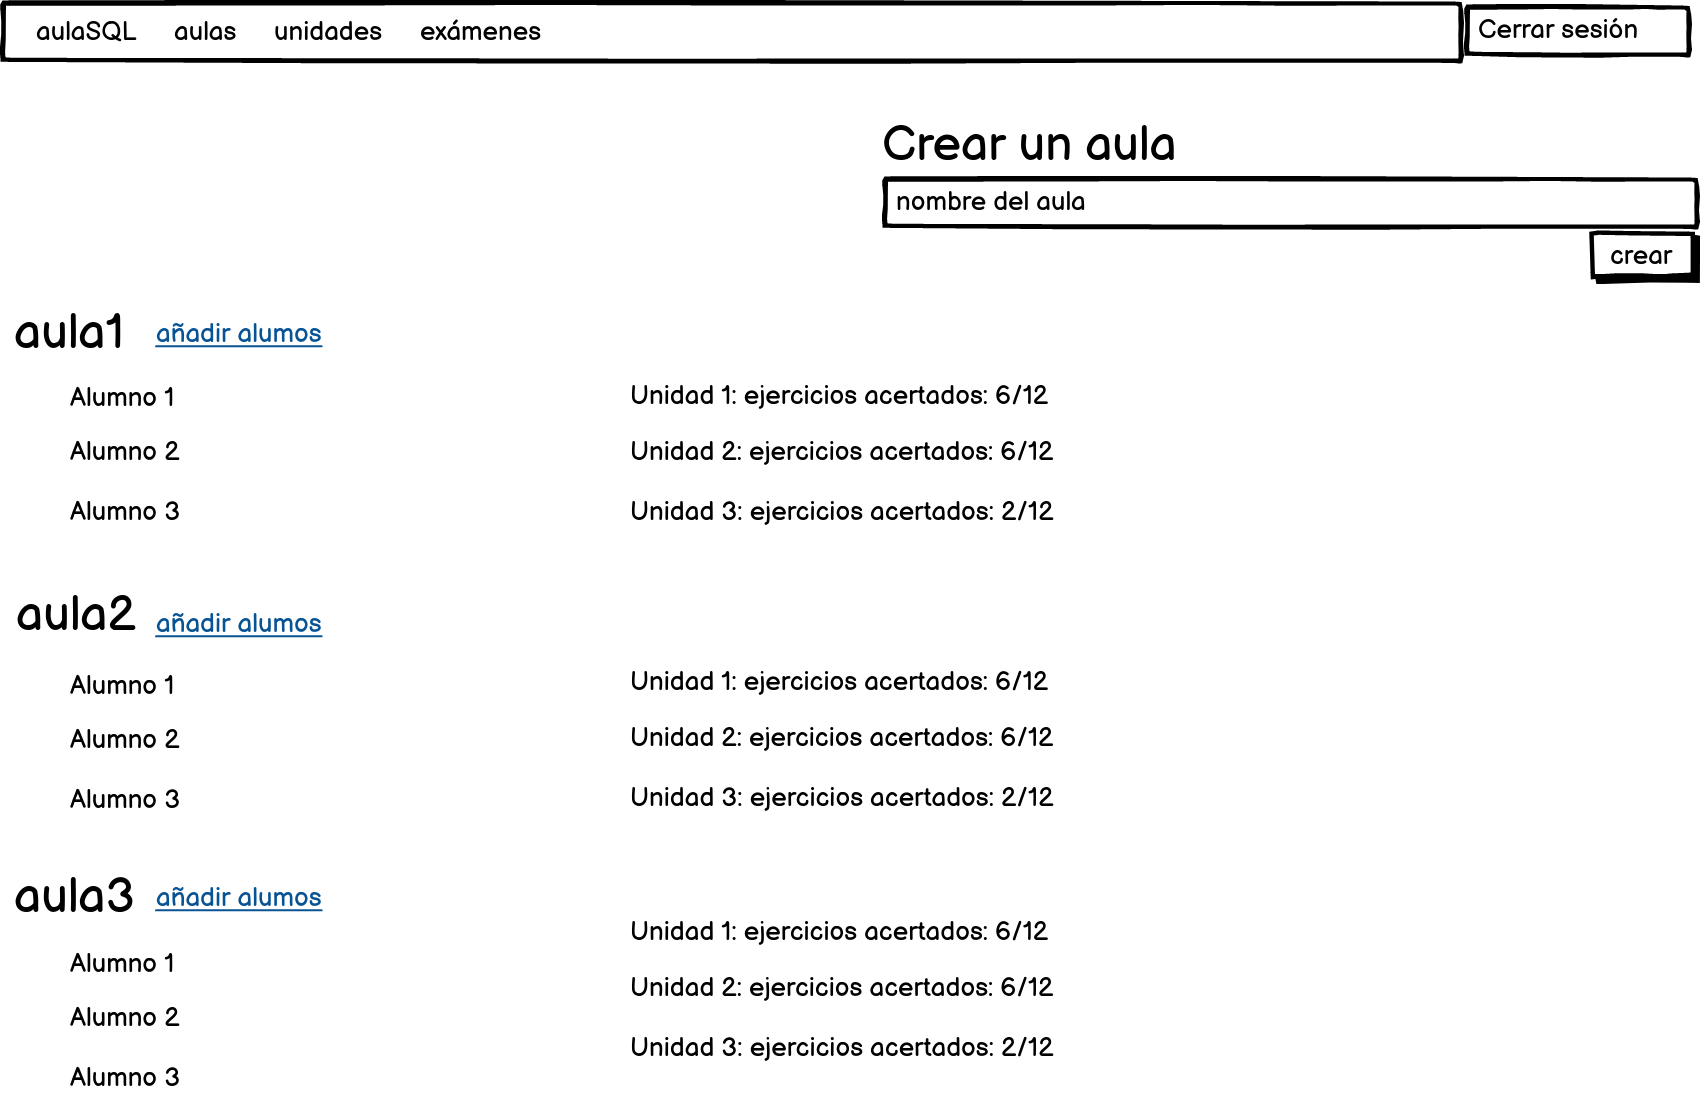 aulaSQL aulas unidades exámenes Cerrar sesión
Crear un aula
nombre del aula
crear
aula1 añadir alumos
Alumno 1 Unidad 1: ejercicios acertados: 6/12
Alumno 2 Unidad 2: ejercicios acertados: 6/12
Alumno 3 Unidad 3: ejercicios acertados: 2/12
aula2 añadir alumos
Alumno 1 Unidad 1: ejercicios acertados: 6/12
Alumno 2 Unidad 2: ejercicios acertados: 6/12
Alumno 3 Unidad 3: ejercicios acertados: 2/12
aula3 añadir alumos
Unidad 1: ejercicios acertados: 6/12
Alumno 1
Unidad 2: ejercicios acertados: 6/12
Alumno 2
Unidad 3: ejercicios acertados: 2/12
Alumno 3